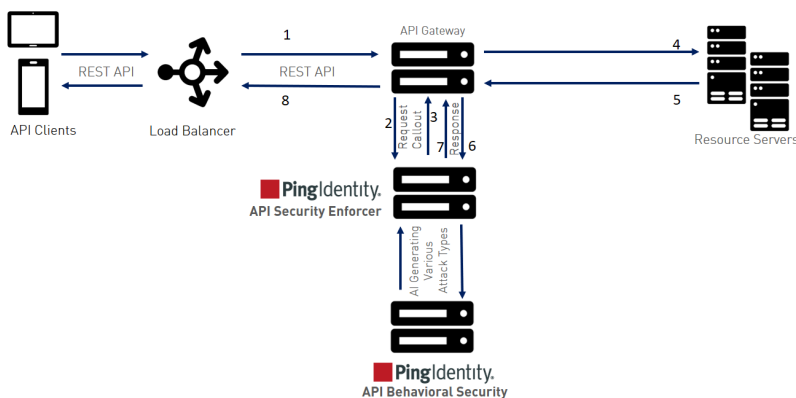 API Gateway
1
4
REST API
REST API
8
5
API Clients
Load Balancer
2
Request
Callout
3
7
Response
6
Resource Servers
PingIdentity.
API Security Enforcer
AI Generating
Various
Attack Types
PingIdentity.
API Behavioral Security